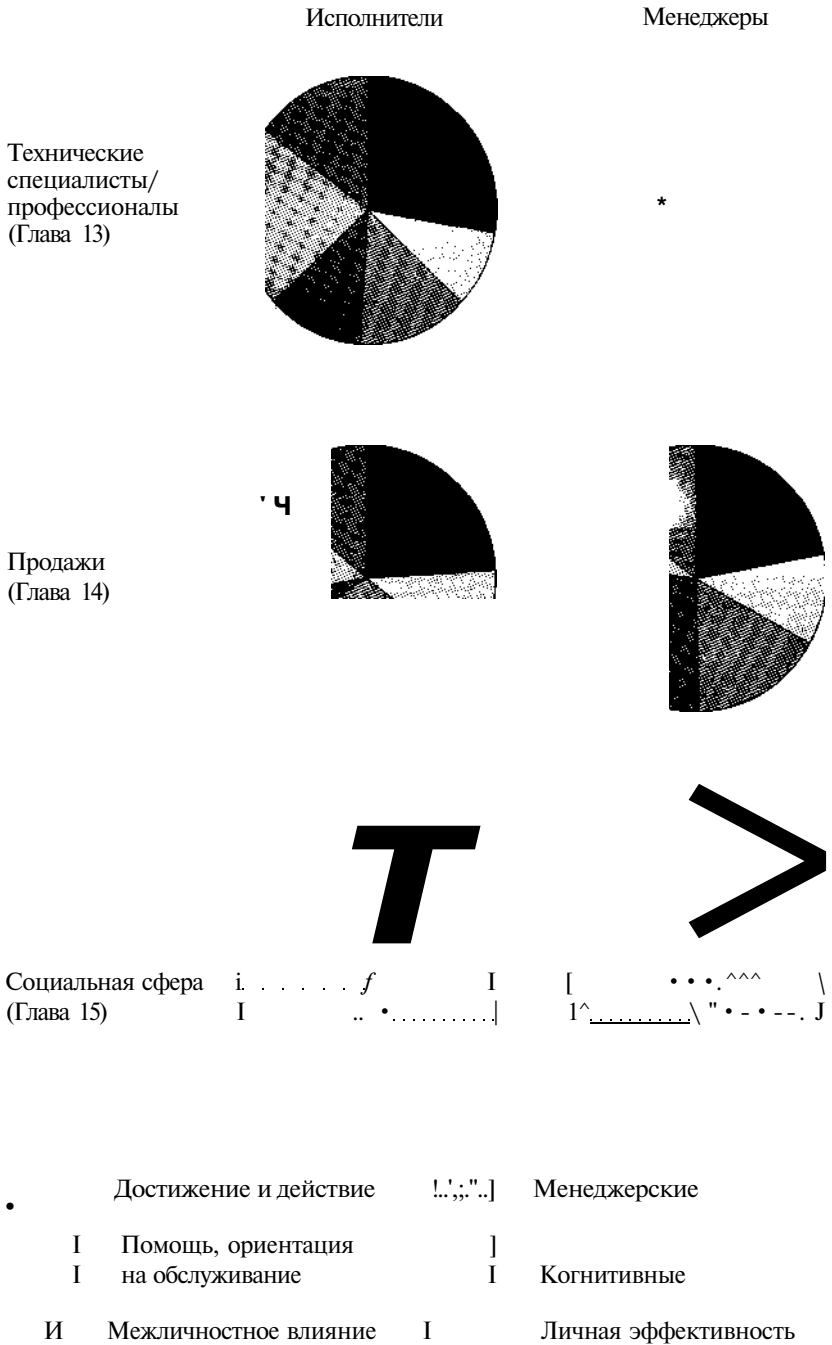 Исполнители Менеджеры
Технические
специалисты/
профессионалы
(Глава 13)
*
' Ч
Продажи
(Глава 14)
Т >
Социальная сфера i. . . . . . . f I [ • • •. ^^^ \
(Глава 15) I .. •...........| 1^...........\ " • - • - -. J
Достижение и действие !..',;."..] Менеджерские
•
I Помощь, ориентация ]
I на обслуживание I Когнитивные
И Межличностное влияние I Личная эффективность